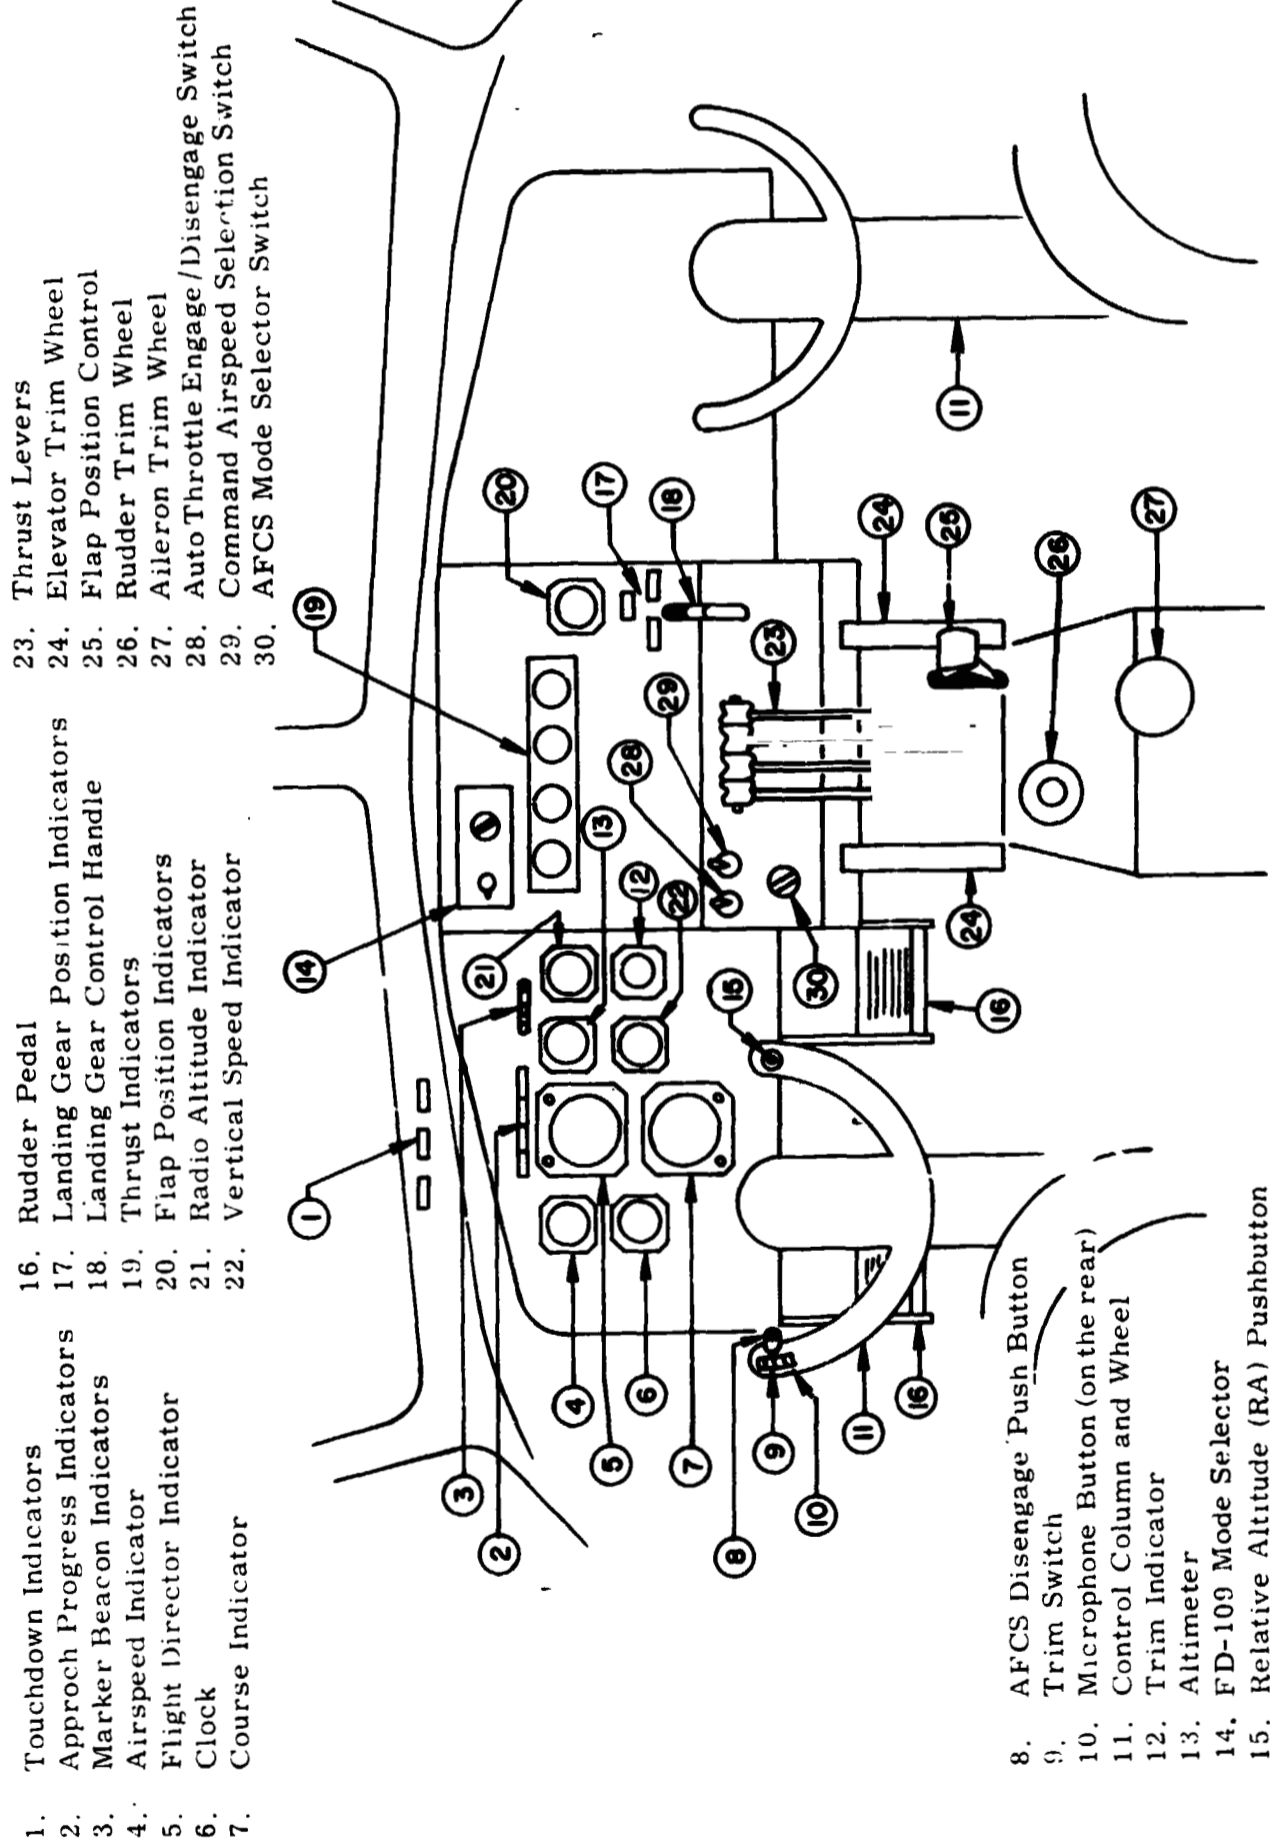 1. Touchdown Indicators
2. Approch Progress Indicators
3. Marker Beacon Indicators
4. Airspeed Indicator
5. Flight Director Indicator
6. Clock
7. Course Indicator
16. Rudder Pedal
17. Landing Gear Position Indicators
18. Landing Gear Control Handle
19. Thrust Indicators
20. Flap Position Indicators
21. Radio Altitude Indicator
22. Vertical Speed Indicator
23. Thrust Levers
24. Elevator Trim Wheel
25. Flap Position Control
26. Rudder Trim Wheel
27. Aileron Trim Wheel
28. Auto Throttle Engage/Disengage Switch
29. Command Airspeed Selection Switch
30. AFCS Mode Selector Switch
1
14
19
3
2
21
20
13
17
4
5
6
7
12
22
28
29
18
15
23
8
9
10
30
24
11
16
16
24
25
11
26
27
8. AFCS Disengage Push Button
9. Trim Switch
10. Microphone Button (on the rear)
11. Control Column and Wheel
12. Trim Indicator
13. Altimeter
14. FD-109 Mode Selector
15. Relative Altitude (RA) Pushbutton